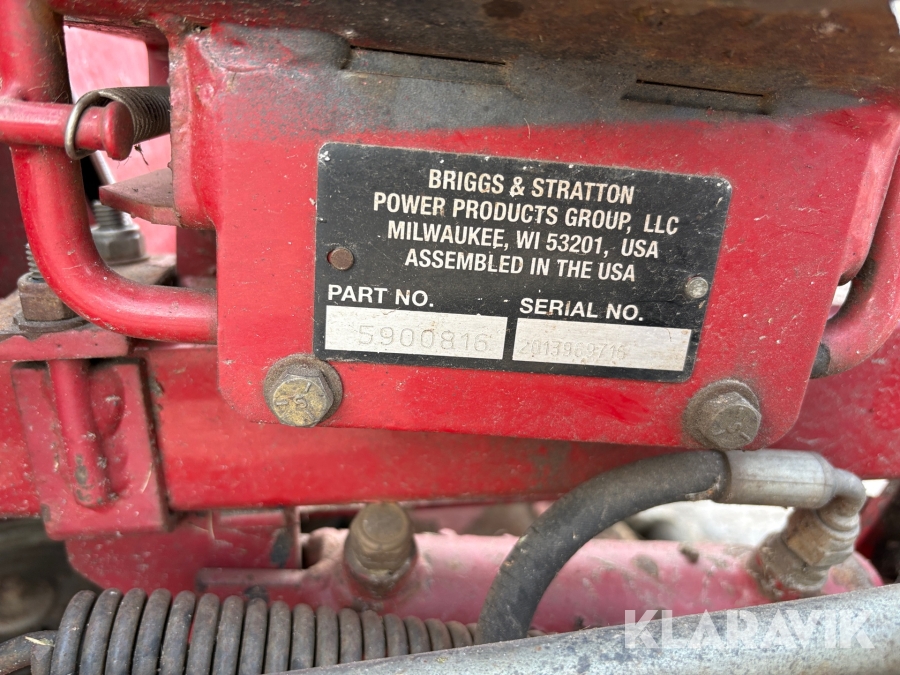 BRIGGS & STRATTON
POWER PRODUCTS GROUP, LLC
MILWAUKEE, WI 53201, USA
ASSEMBLED IN THE USA
PART NO. SERIAL NO.
5900816
KLARAVIK